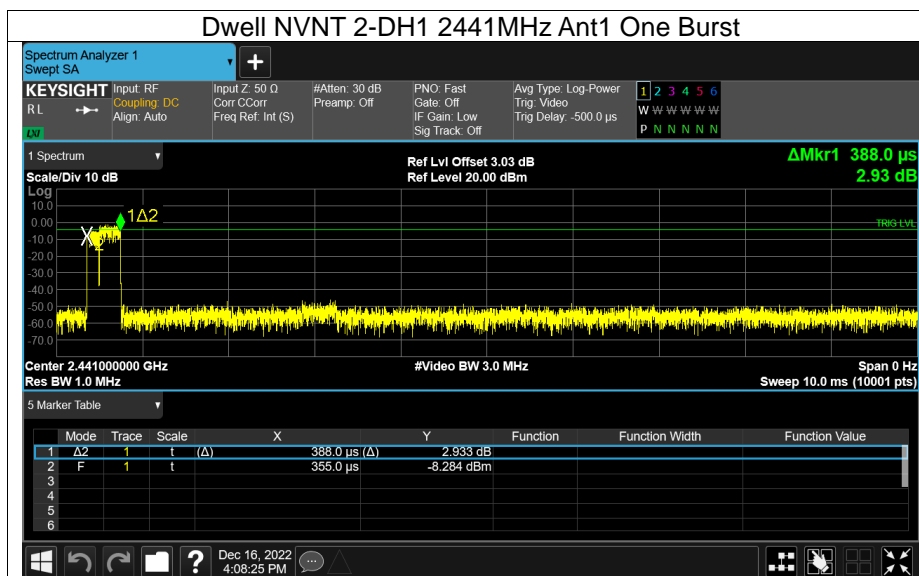 Dwell NVNT 2-DH1 2441MHz Ant1 One Burst
Spectrum Analyzer 1
Swept SA
KEYSIGHT
RL
LXI
Input: RF
Coupling: DC
Align: Auto
Input Z: 50 Ω
Corr CCorr
Freq Ref: Int (S)
#Atten: 30 dB
Preamp: Off
PNO: Fast
Gate: Off
IF Gain: Low
Sig Track: Off
Avg Type: Log-Power
Trig: Video
Trig Delay: -500.0 µs
1 2 3 4 5 6
W W W W W W
P N N N N N
1 Spectrum
Scale/Div 10 dB
Ref Lvl Offset 3.03 dB
Ref Level 20.00 dBm
ΔMkr1 388.0 µs
2.93 dB
Log
10.0
0.00
-10.0
-20.0
-30.0
-40.0
-50.0
-60.0
-70.0
1Δ2
X2
TRIG LVL
Center 2.441000000 GHz
#Video BW 3.0 MHz
Span 0 Hz
Res BW 1.0 MHz
Sweep 10.0 ms (10001 pts)
5 Marker Table
Mode Trace Scale X Y Function Function Width Function Value
1 Δ2 1 t (Δ) 388.0 µs (Δ) 2.933 dB
2 F 1 t 355.0 µs -8.284 dBm
3
4
5
6
?
Dec 16, 2022
4:08:25 PM